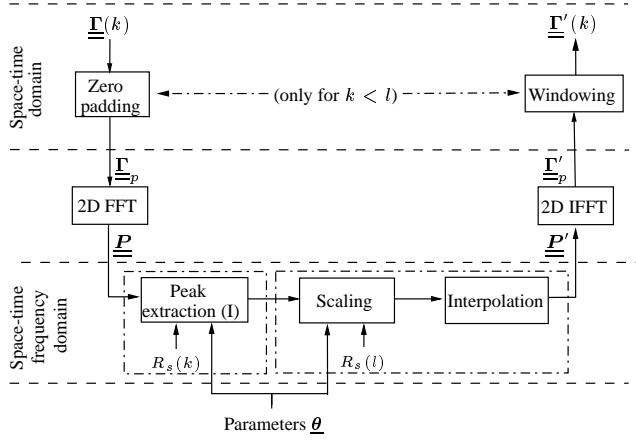 Γ(k)
Γ′(k)
Space-time
domain
Zero
padding
(only for k < l)
Windowing
Γp
Γ′p
2D FFT
2D IFFT
P
P′
Space-time
frequency
domain
Peak
extraction (I)
Scaling
Interpolation
Rs(k)
Rs(l)
Parameters θ